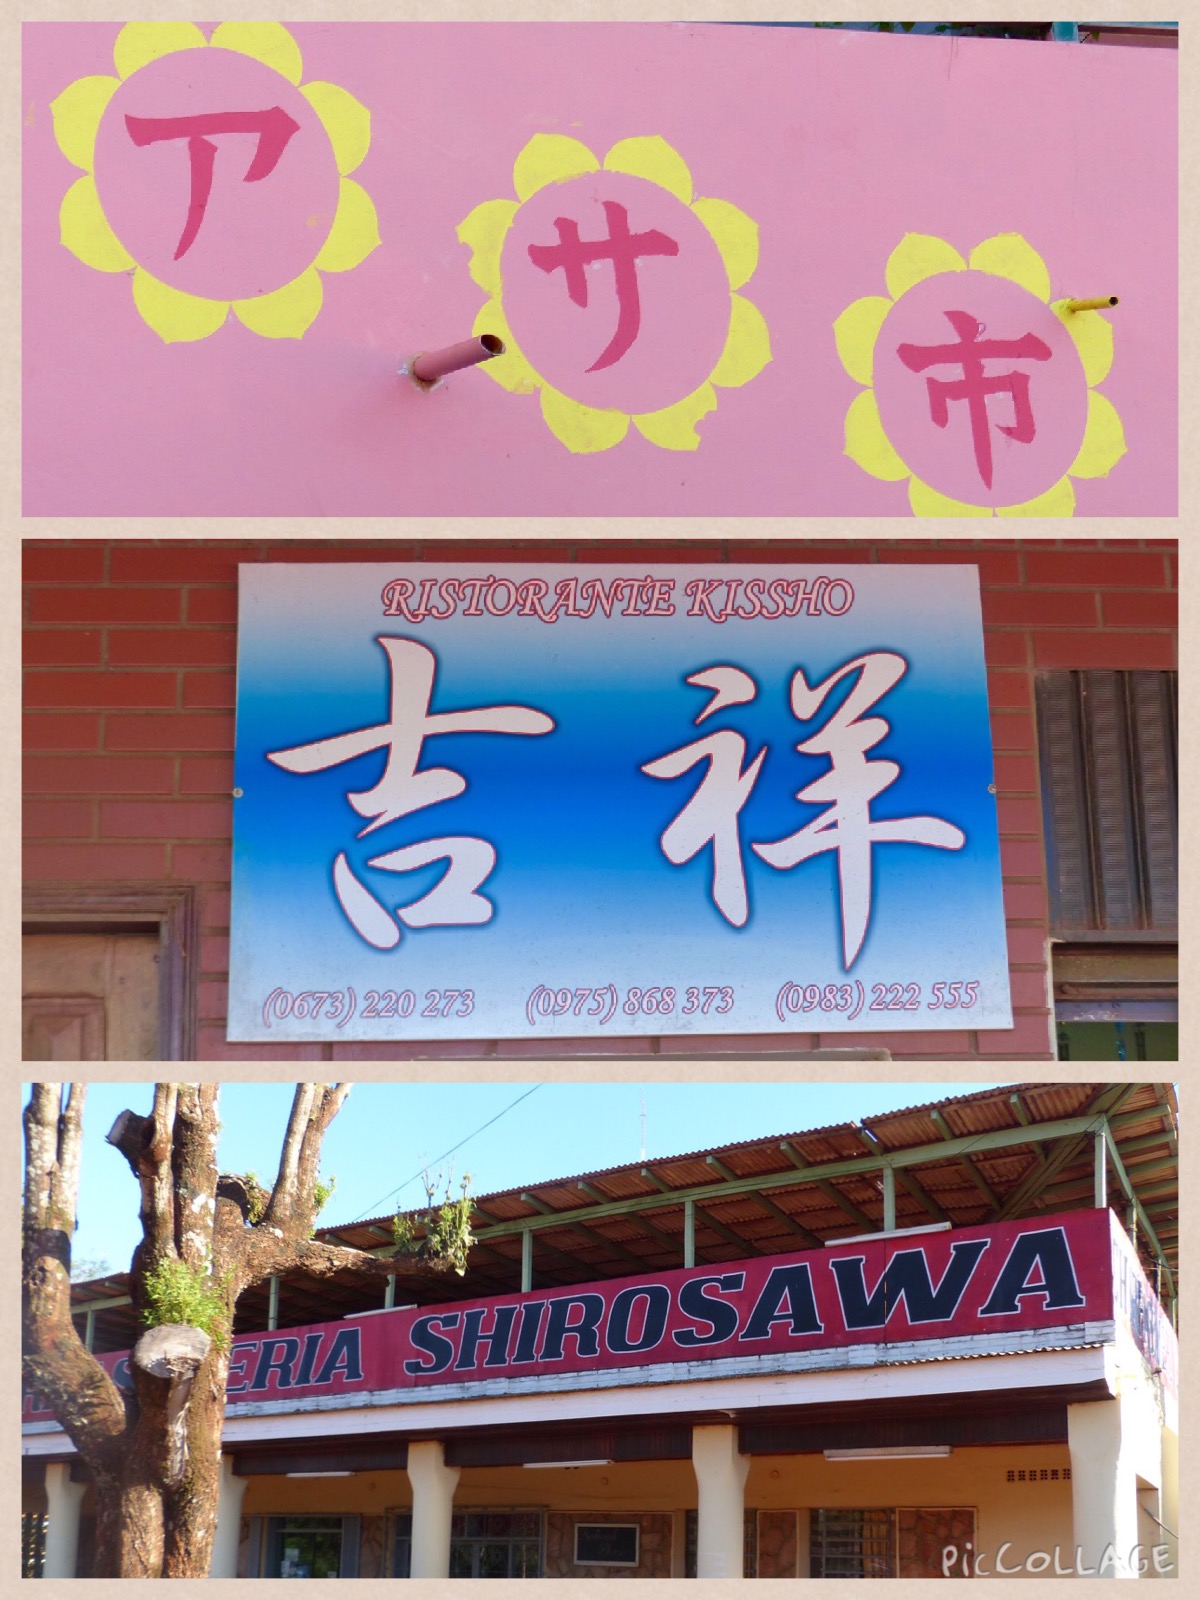 アサ市
RISTORANTE KISSHO
吉祥
(0673) 220 273 (0975) 868 373 (0983) 222 555
SHIROSAWA
PicCOLLAGE